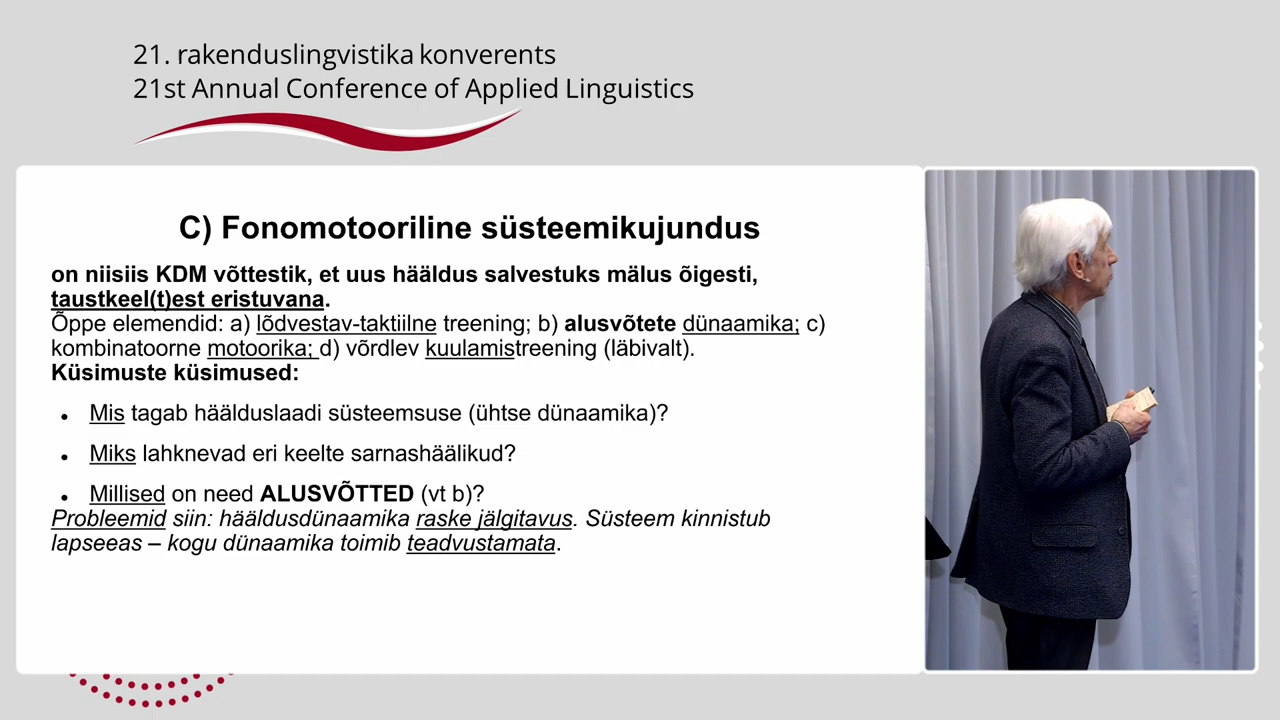 21. rakenduslingvistika konverents
21st Annual Conference of Applied Linguistics
C) Fonomotooriline süsteemikujundus
on niisiis KDM võttestik, et uus hääldus salvestuks mälus õigesti,
taustkeel(t)est eristuvana.
Õppe elemendid: a) lõdvestav-taktiilne treening; b) alusvõtete dünaamika; c)
kombinatoorne motoorika; d) võrdlev kuulamistreening (läbivalt).
Küsimuste küsimused:
• Mis tagab häälduslaadi süsteemsuse (ühtse dünaamika)?
• Miks lahknevad eri keelte sarnashäälikud?
• Millised on need ALUSVÕTTED (vt b)?
Probleemid siin: hääldusdünaamika raske jälgitavus. Süsteem kinnistub
lapseeas – kogu dünaamika toimib teadvustamata.